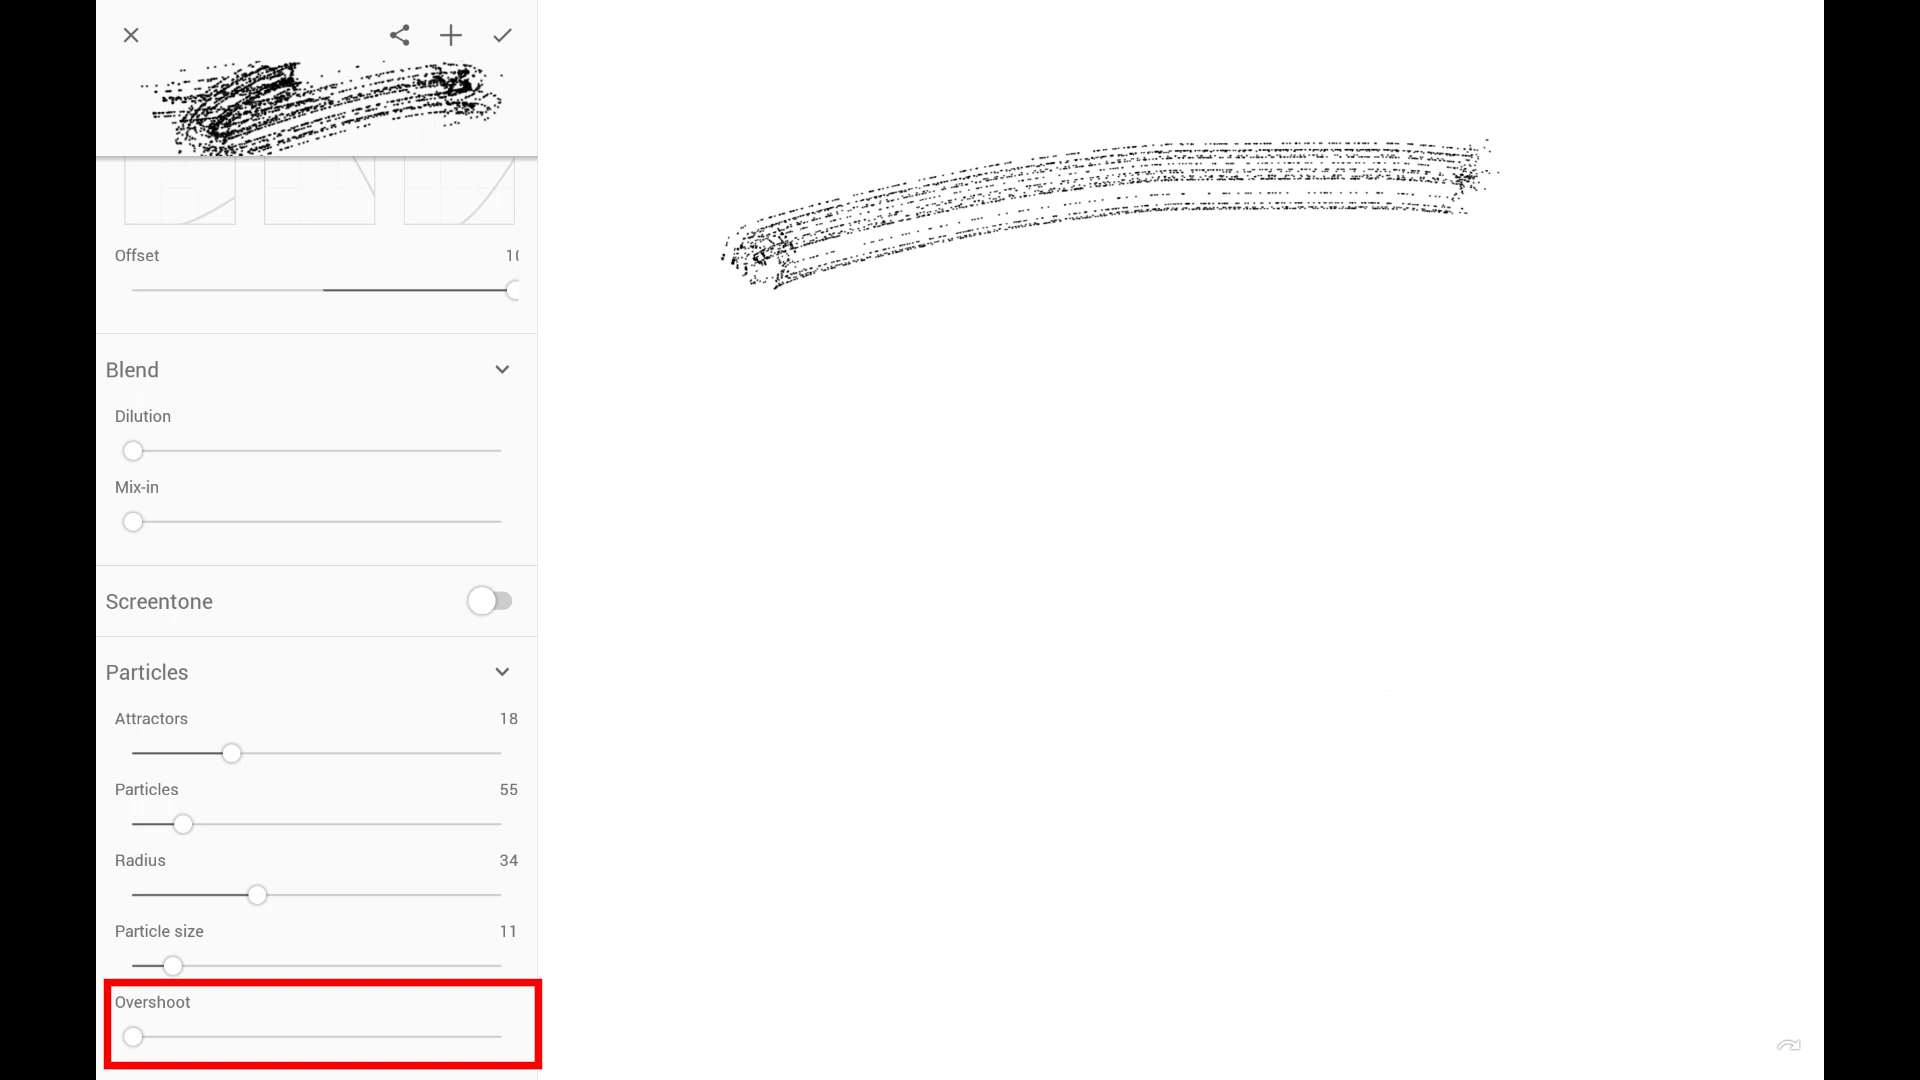 Offset
Blend
Dilution
Mix-in
Screentone
Particles
Attractors 18
Particles 55
Radius 34
Particle size 11
Overshoot